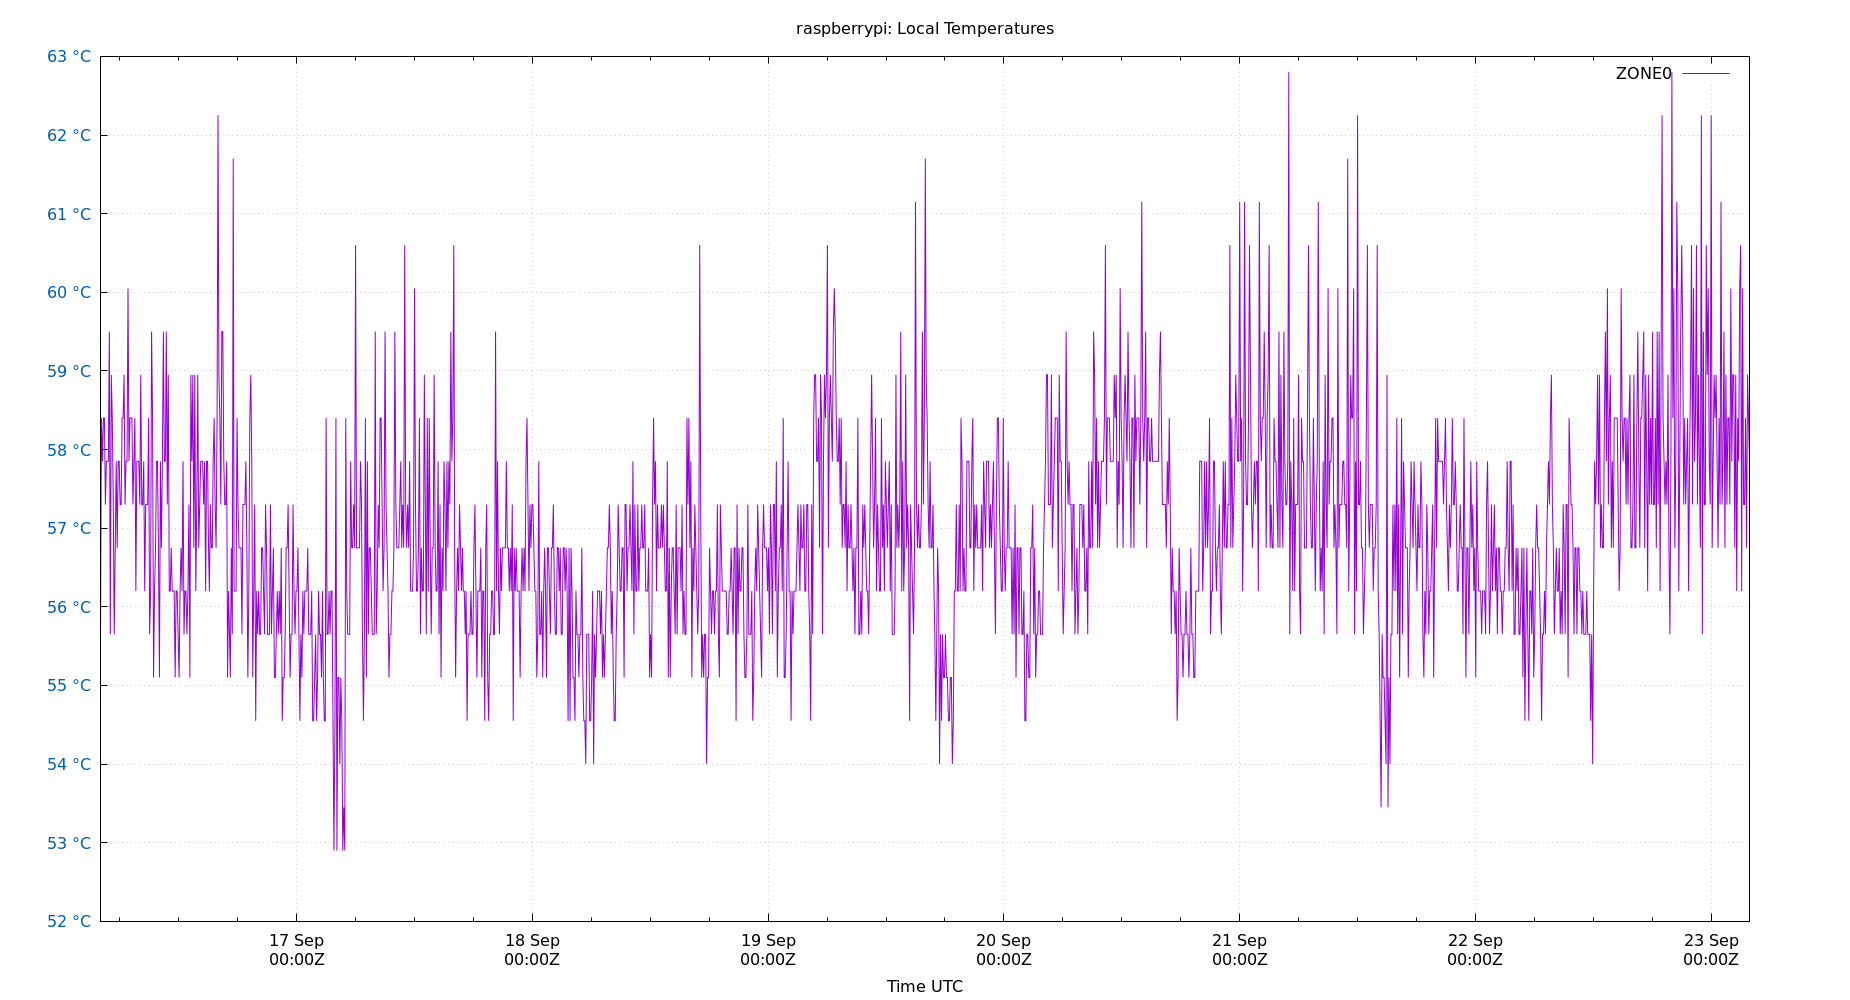 raspberrypi: Local Temperatures
63 °C
ZONE0
62 °C
61 °C
60 °C
59 °C
58 °C
57 °C
56 °C
55 °C
54 °C
53 °C
52 °C
17 Sep 18 Sep 19 Sep 20 Sep 21 Sep 22 Sep 23 Sep
00:00Z 00:00Z 00:00Z 00:00Z 00:00Z 00:00Z 00:00Z
Time UTC